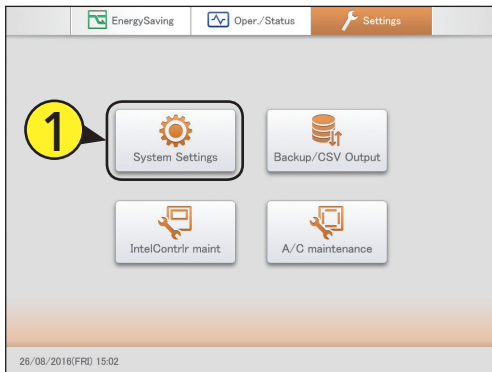 EnergySaving
Oper./Status
Settings
1
System Settings
Backup/CSV Output
IntelContrlr maint
A/C maintenance
26/08/2016(FRI) 15:02